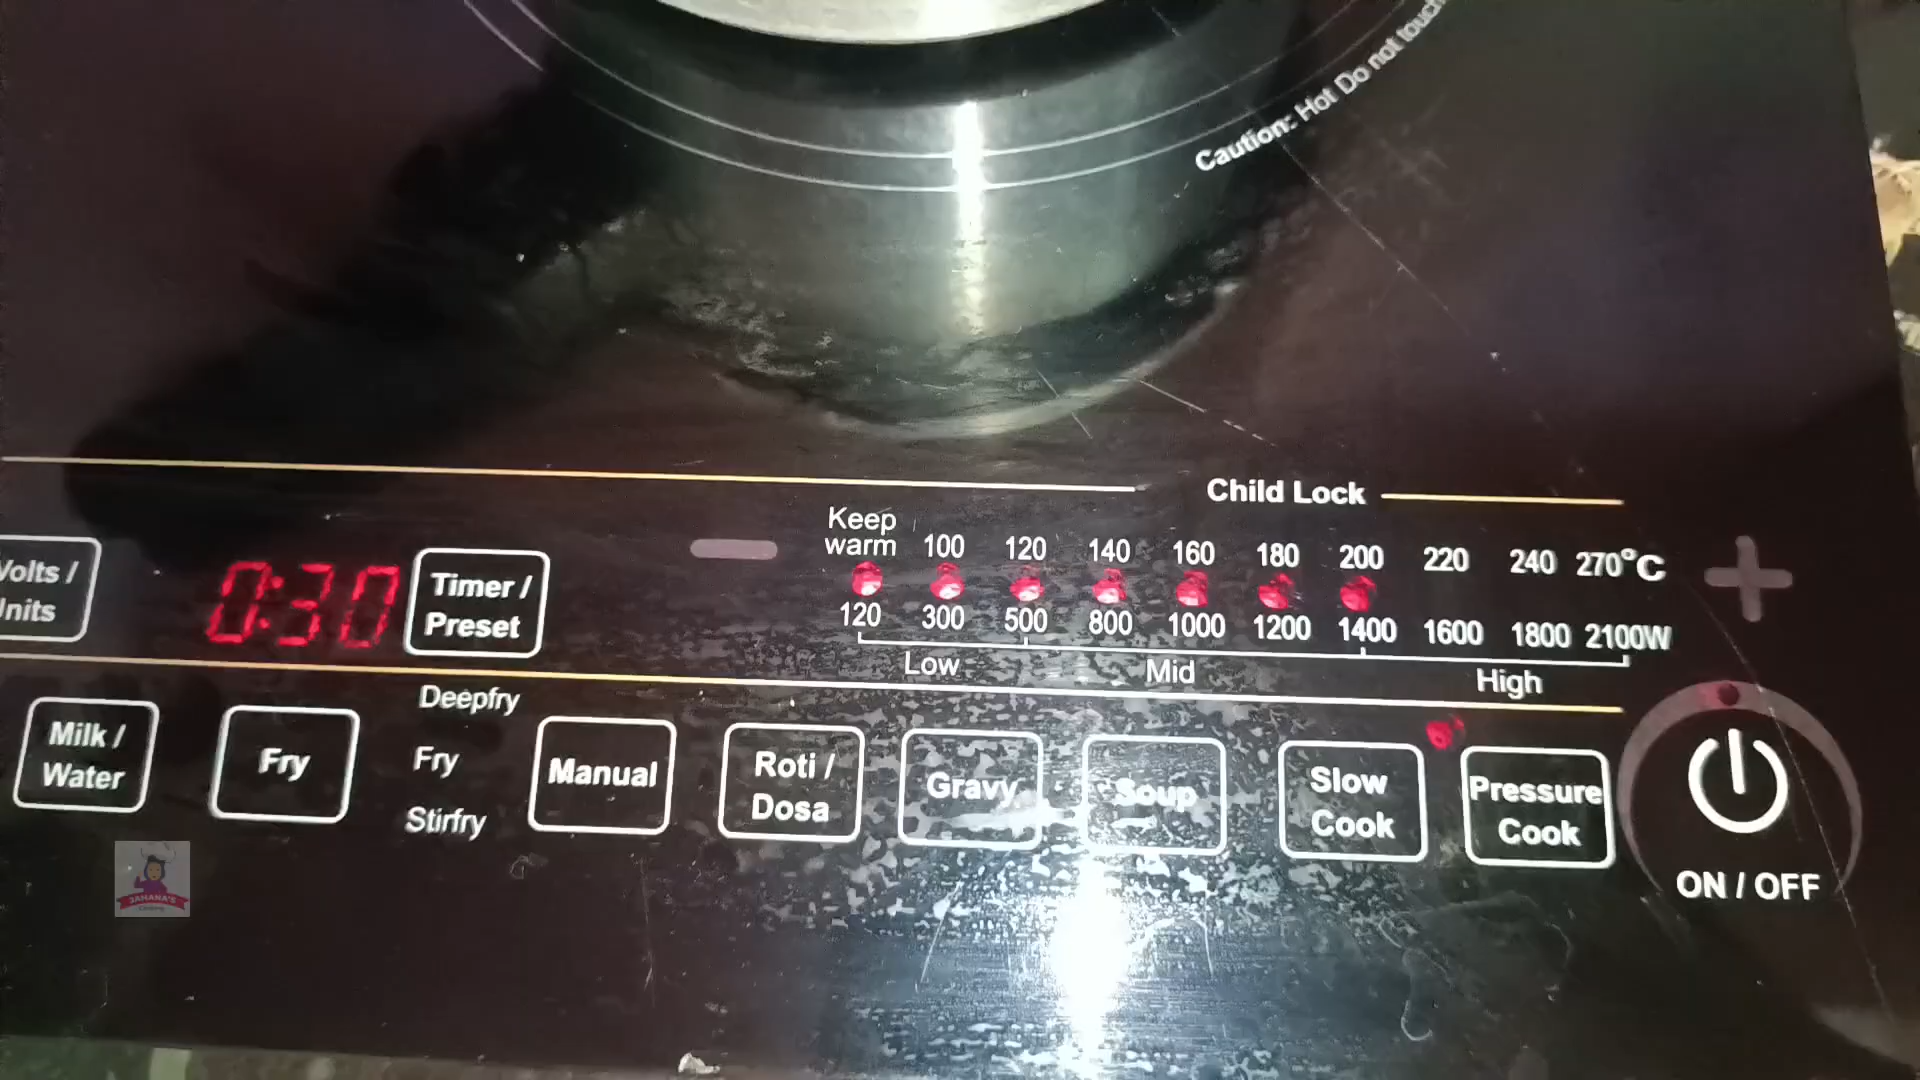 Caution: Hot Do not touch
Child Lock
Keep
warm 100 120 140 160 180 200 220 240 270°C
Volts /
Units
0:30
Timer /
Preset
120 300 500 800 1000 1200 1400 1600 1800 2100W
Low Mid High
Milk /
Water
Fry
Deepfry
Fry
Stirfry
Manual
Roti /
Dosa
Gravy
Soup
Slow
Cook
Pressure
Cook
ON / OFF